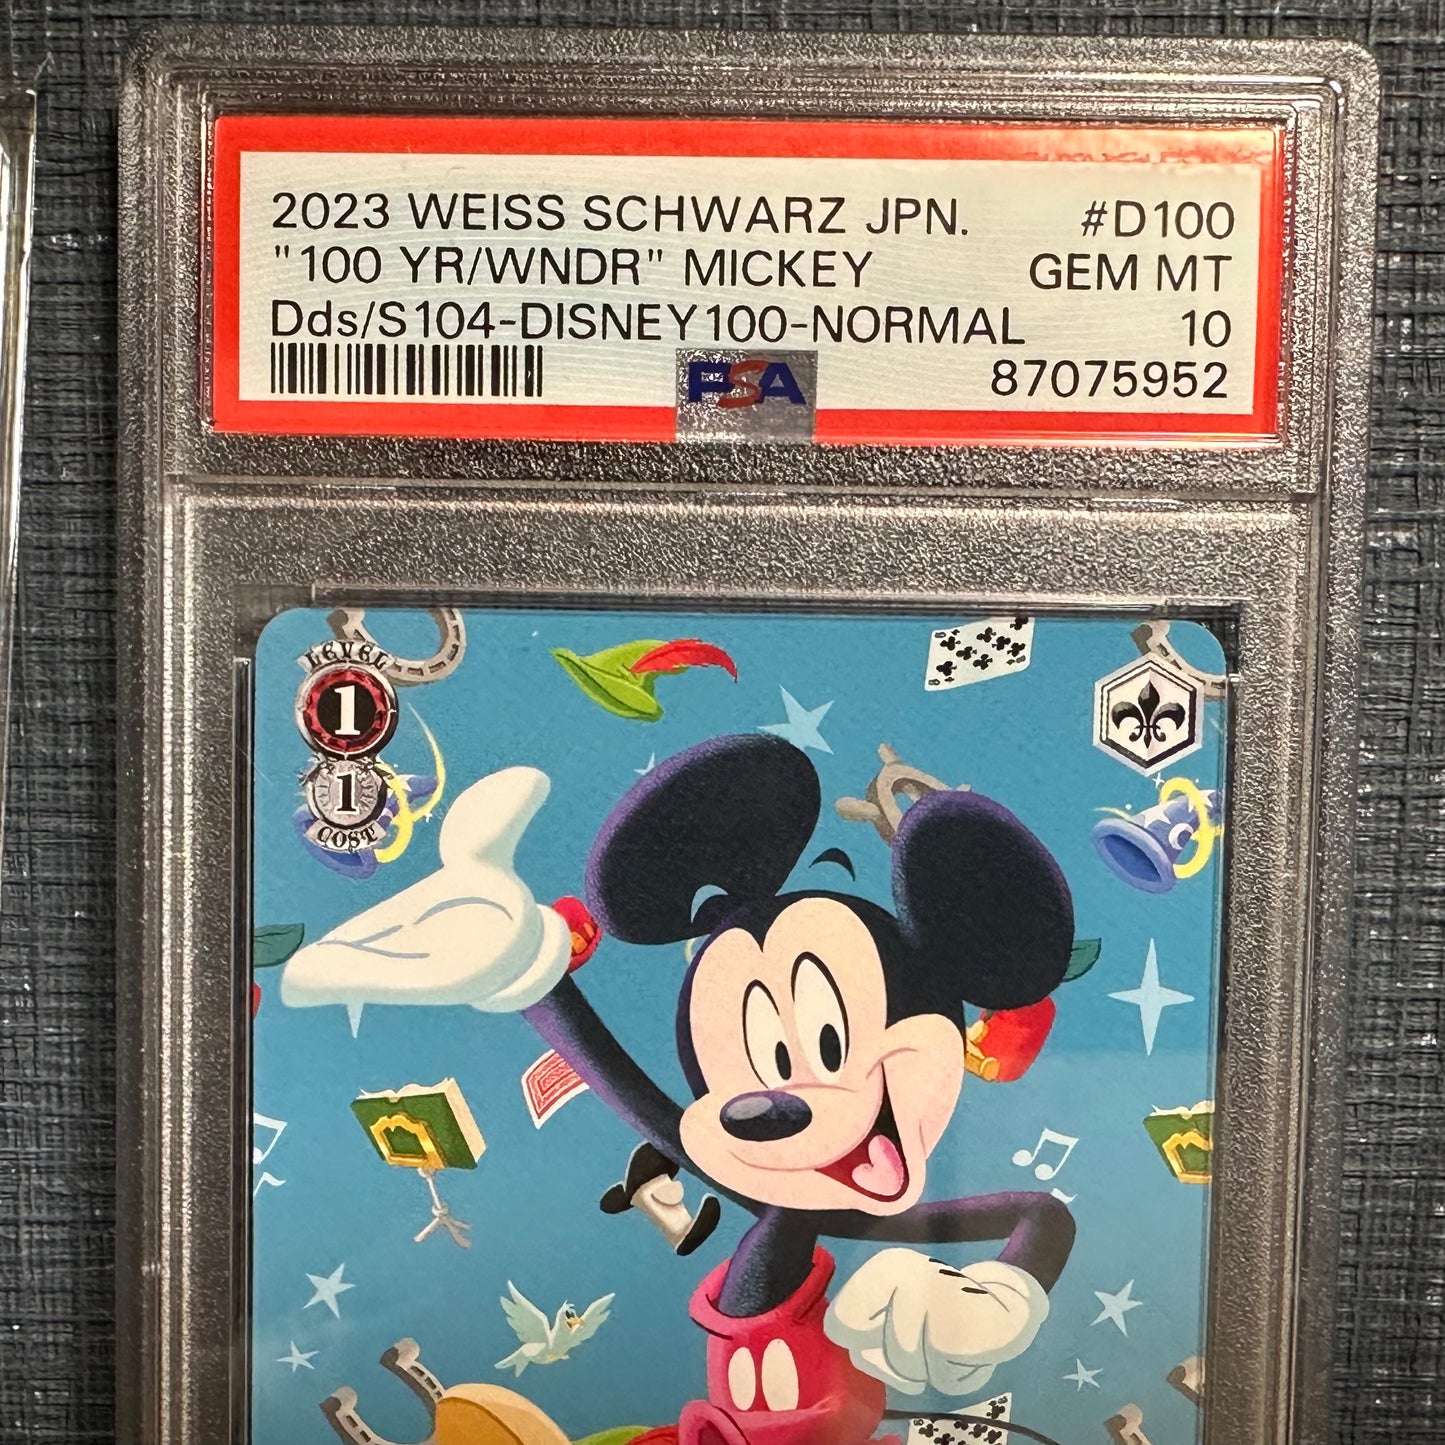 2023 WEISS SCHWARZ JPN. #D100
"100 YR/WNDR" MICKEY GEM MT
Dds/S104-DISNEY100-NORMAL 10
PSA 87075952
LEVEL
1
1
COST